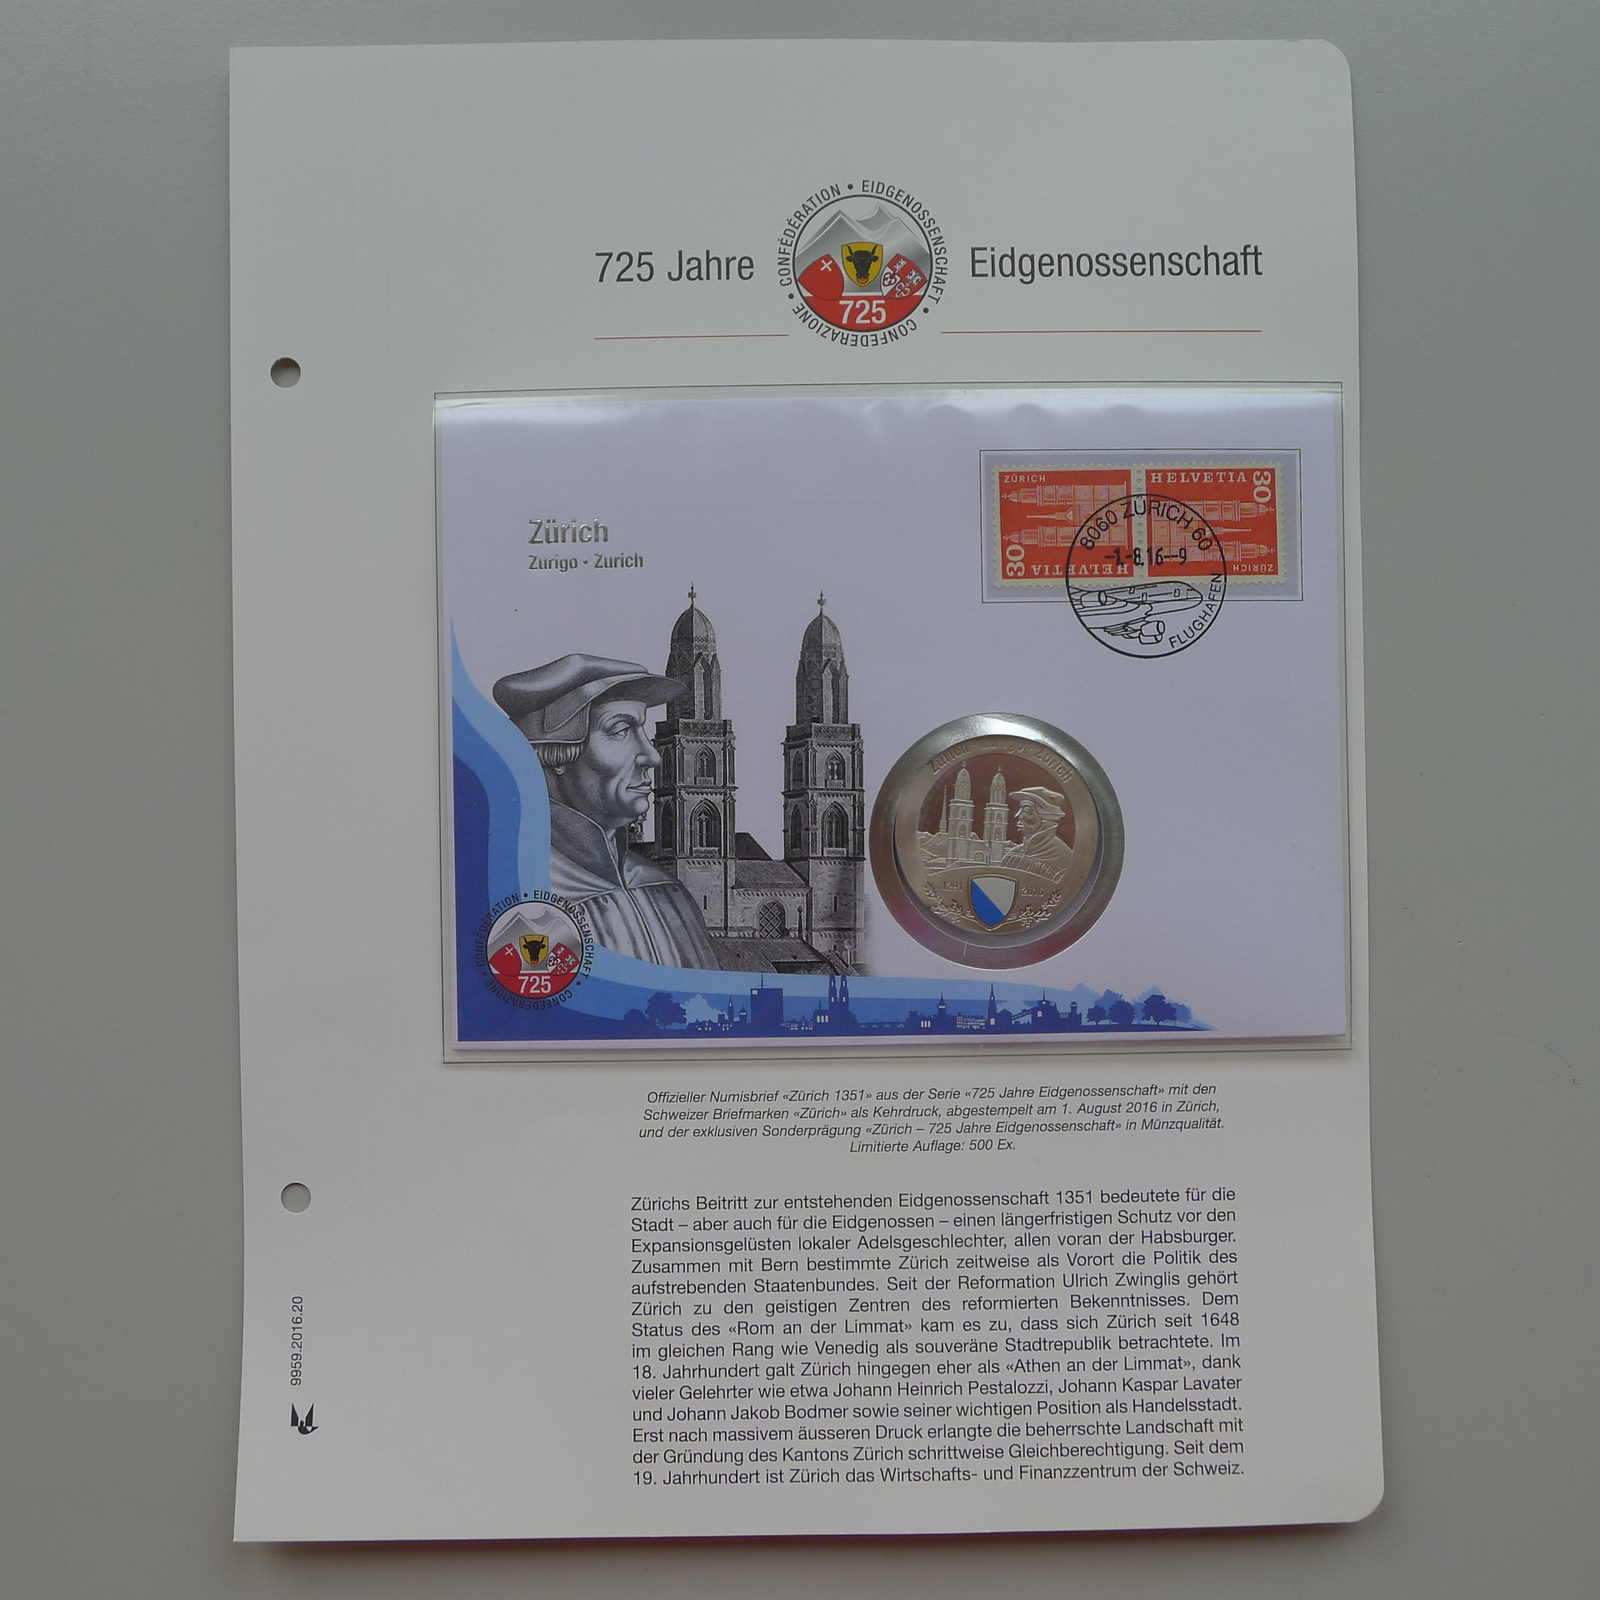 725 Jahre
CONFÉDÉRATION • EIDGENOSSENSCHAFT • CONFEDERAZIONE •
725
Eidgenossenschaft
Zürich
Zurigo • Zurich
ZÜRICH
30
HELVETIA
HELVETIA
30
ZÜRICH
8060 ZÜRICH 60
-1.-8.16--9
FLUGHAFEN
Zürich • Zurigo • Zurich
1291
2016
CONFÉDÉRATION • EIDGENOSSENSCHAFT • CONFEDERAZIONE •
725
Offizieller Numisbrief «Zürich 1351» aus der Serie «725 Jahre Eidgenossenschaft» mit den
Schweizer Briefmarken «Zürich» als Kehrdruck, abgestempelt am 1. August 2016 in Zürich,
und der exklusiven Sonderprägung «Zürich – 725 Jahre Eidgenossenschaft» in Münzqualität.
Limitierte Auflage: 500 Ex.
Zürichs Beitritt zur entstehenden Eidgenossenschaft 1351 bedeutete für die
Stadt – aber auch für die Eidgenossen – einen längerfristigen Schutz vor den
Expansionsgelüsten lokaler Adelsgeschlechter, allen voran der Habsburger.
Zusammen mit Bern bestimmte Zürich zeitweise als Vorort die Politik des
aufstrebenden Staatenbundes. Seit der Reformation Ulrich Zwinglis gehört
Zürich zu den geistigen Zentren des reformierten Bekenntnisses. Dem
Status des «Rom an der Limmat» kam es zu, dass sich Zürich seit 1648
im gleichen Rang wie Venedig als souveräne Stadtrepublik betrachtete. Im
18. Jahrhundert galt Zürich hingegen eher als «Athen an der Limmat», dank
vieler Gelehrter wie etwa Johann Heinrich Pestalozzi, Johann Kaspar Lavater
und Johann Jakob Bodmer sowie seiner wichtigen Position als Handelsstadt.
Erst nach massivem äusseren Druck erlangte die beherrschte Landschaft mit
der Gründung des Kantons Zürich schrittweise Gleichberechtigung. Seit dem
19. Jahrhundert ist Zürich das Wirtschafts- und Finanzzentrum der Schweiz.
9959.2016.20